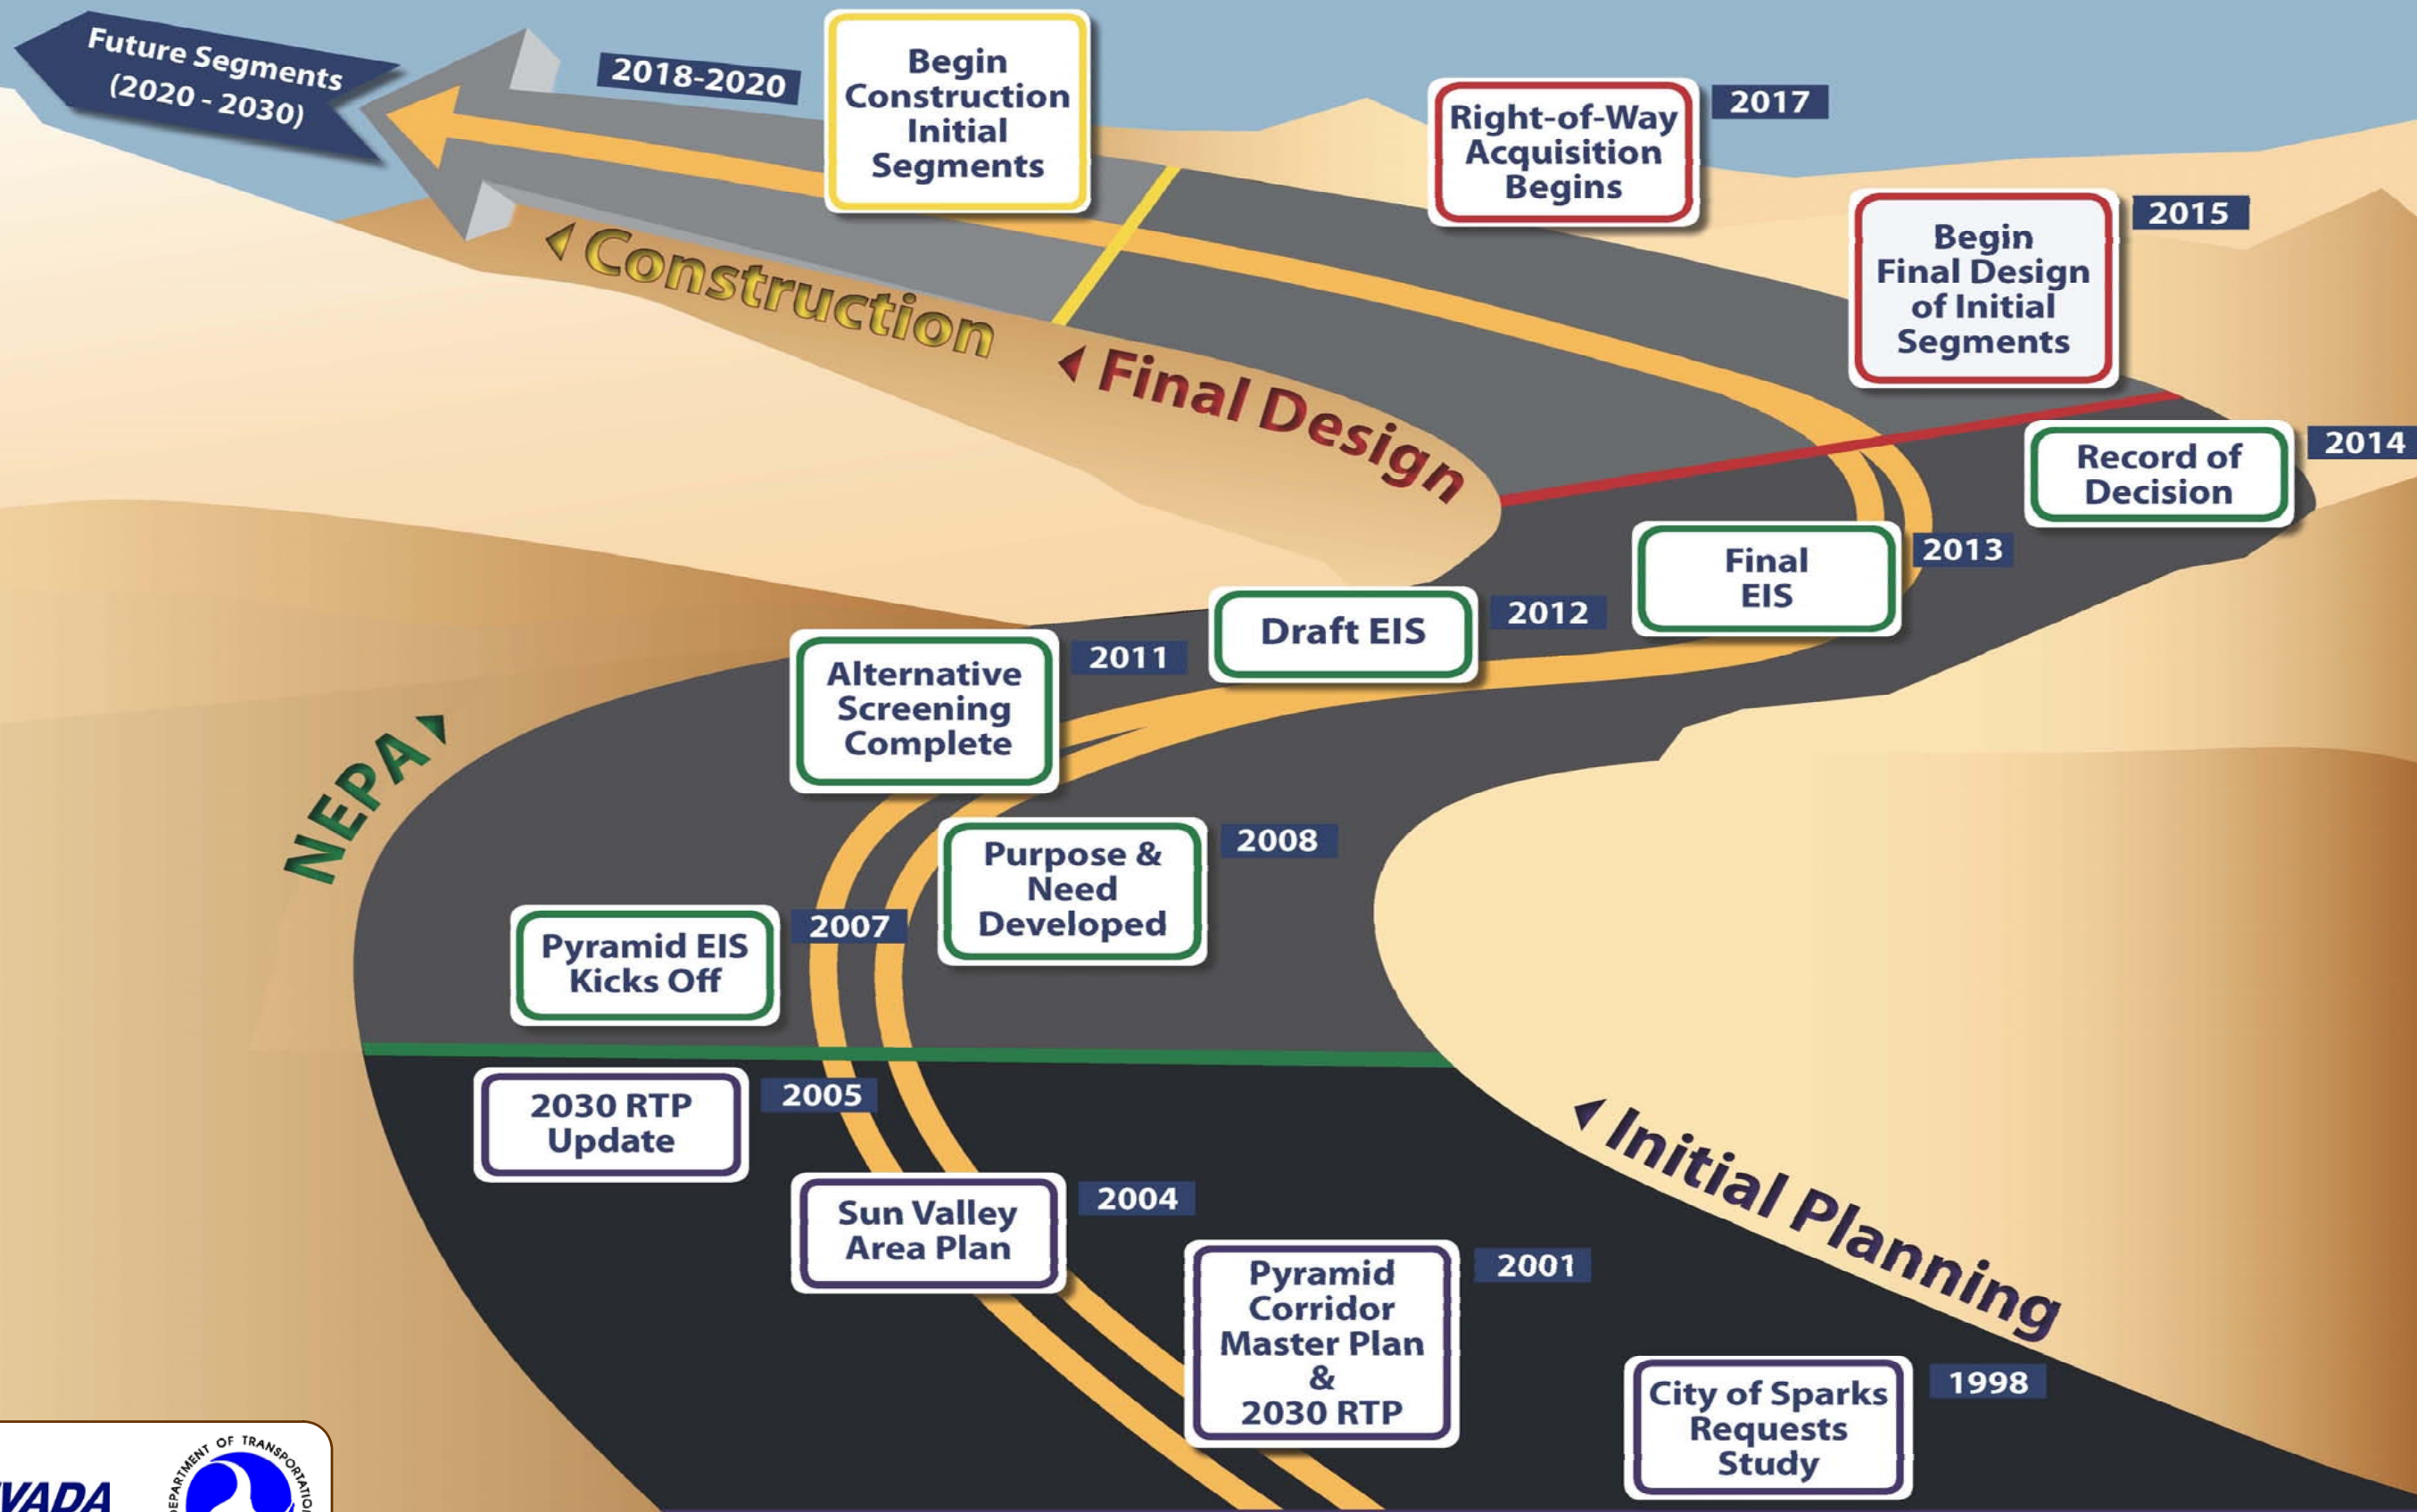 Future Segments
(2020 - 2030)
2018-2020
Begin
Construction
Initial
Segments
Right-of-Way
Acquisition
Begins
2017
Begin
Final Design
of Initial
Segments
2015
Construction
Final Design
Record of
Decision
2014
Final
EIS
2013
Draft EIS
2012
Alternative
Screening
Complete
2011
NEPA
Purpose &
Need
Developed
2008
Pyramid EIS
Kicks Off
2007
2030 RTP
Update
2005
Initial Planning
Sun Valley
Area Plan
2004
Pyramid
Corridor
Master Plan
&
2030 RTP
2001
City of Sparks
Requests
Study
1998
VADA
DEPARTMENT OF TRANSPORTATIO